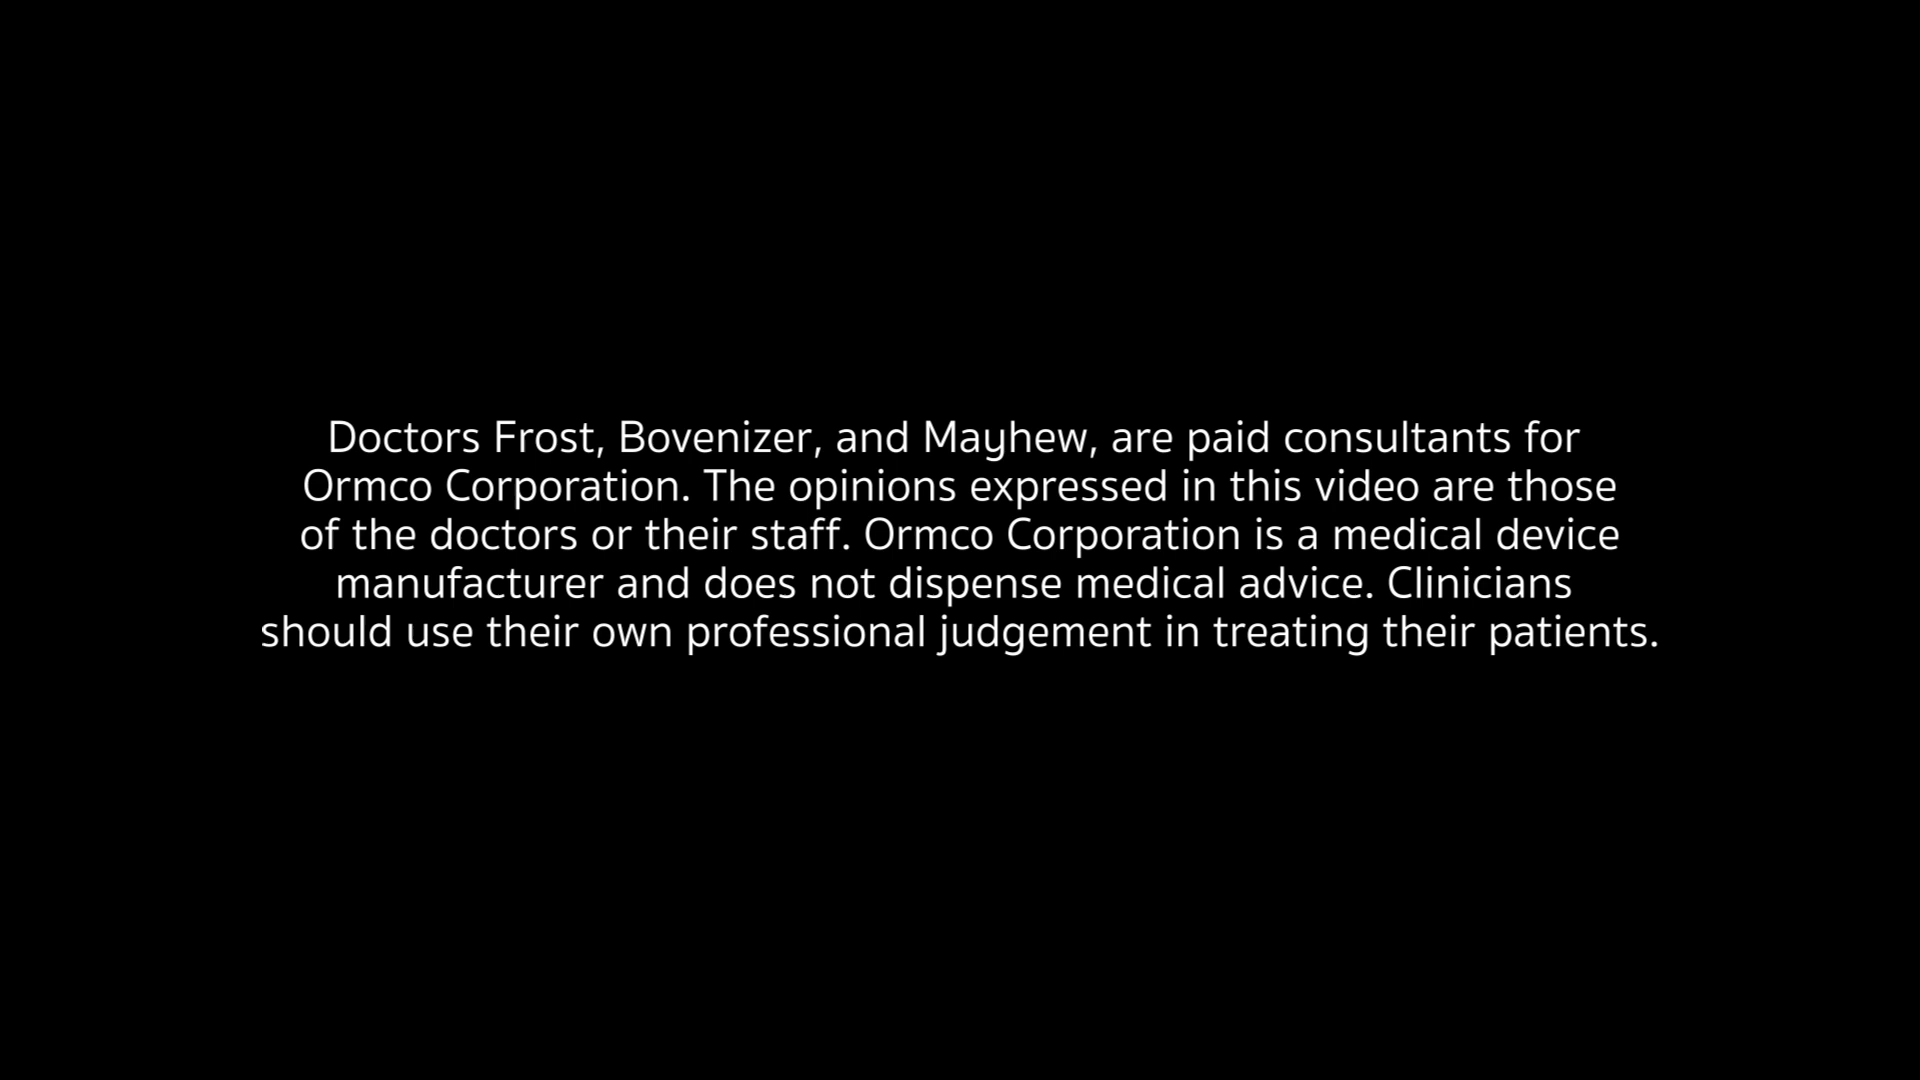 Doctors Frost, Bovenizer, and Mayhew, are paid consultants for
Ormco Corporation. The opinions expressed in this video are those
of the doctors or their staff. Ormco Corporation is a medical device
manufacturer and does not dispense medical advice. Clinicians
should use their own professional judgement in treating their patients.